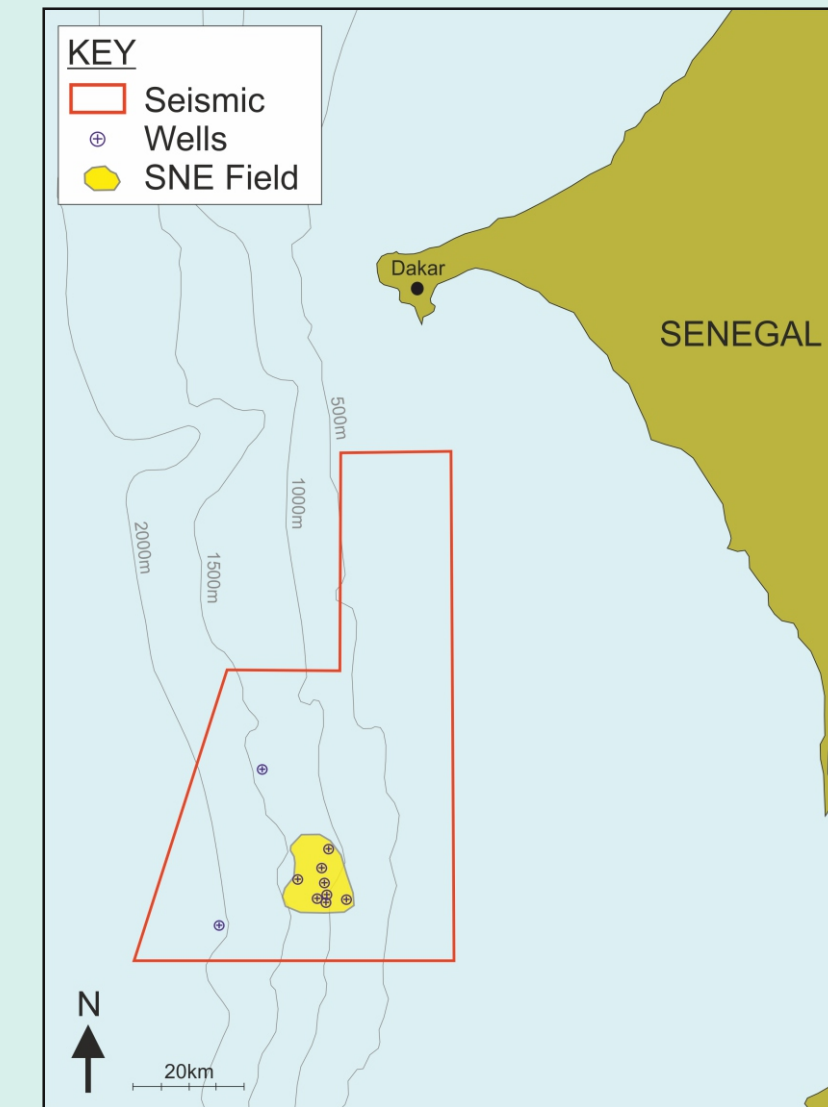 KEY
Seismic
Wells
SNE Field
Dakar
SENEGAL
500m
1000m
2000m
1500m
N
20km